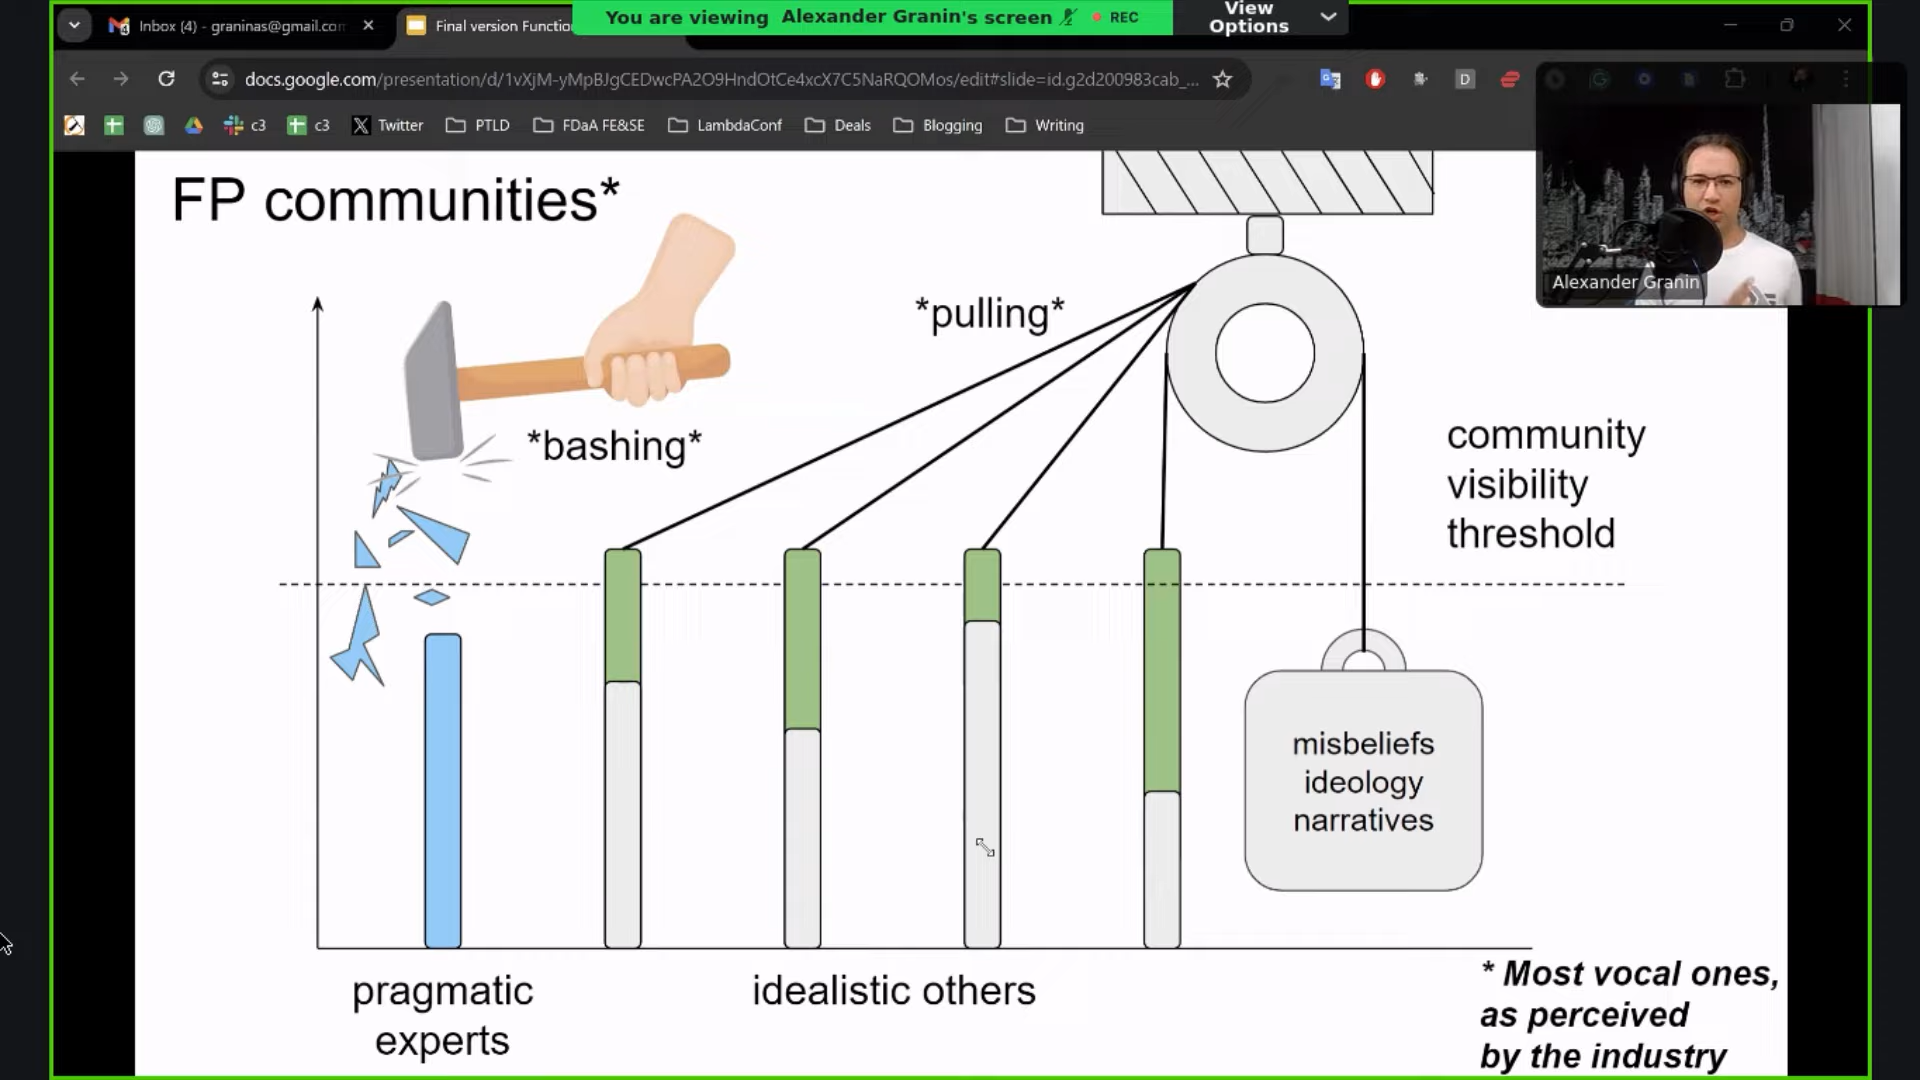 Inbox (4) - graninas@gmail.com
Final version Functio
You are viewing Alexander Granin's screen
REC
View
Options
docs.google.com/presentation/d/1vXjM-yMpBJgCEDwcPA2O9HndOtCe4xcX7C5NaRQOMos/edit#slide=id.g2d200983cab_...
c3
c3
Twitter
PTLD
FDaA FE&SE
LambdaConf
Deals
Blogging
Writing
Alexander Granin
FP communities*
*pulling*
*bashing*
community
visibility
threshold
misbeliefs
ideology
narratives
pragmatic
experts
idealistic others
* Most vocal ones,
as perceived
by the industry